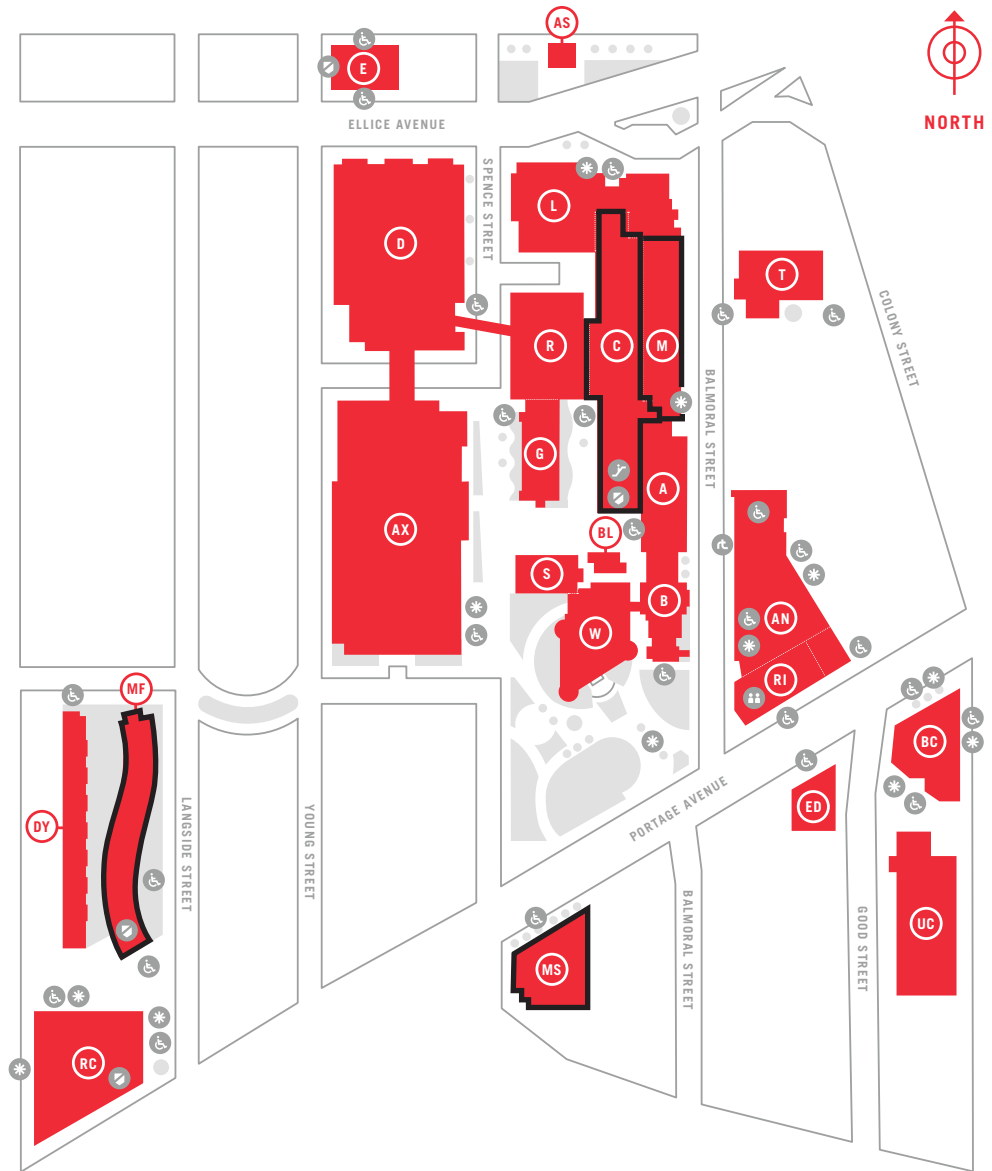 AS
E
NORTH
ELLICE AVENUE
SPENCE STREET
L
D
T
COLONY STREET
R
C
M
BALMORAL STREET
G
A
AX
BL
S
B
W
AN
RI
MF
BC
DY
LANGSIDE STREET
YOUNG STREET
PORTAGE AVENUE
ED
BALMORAL STREET
GOOD STREET
UC
MS
RC